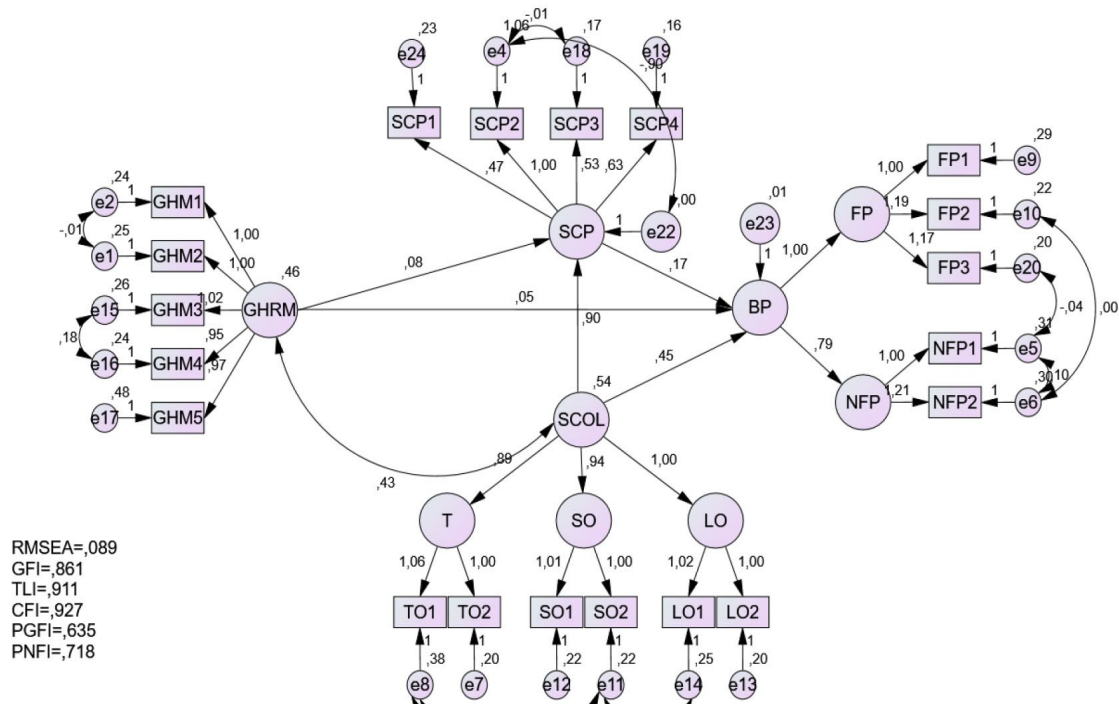 ,23
1,06
-,01
,17
,16
e24
e4
e18
e19
-,90
1
1
1
1
SCP1
SCP2
SCP3
SCP4
,47
1,00
,53
,63
,00
SCP
1
e22
,01
e23
1
,29
FP1
1
e9
1,00
,22
FP
1,19
FP2
1
e10
1,17
,20
FP3
1
e20
1,00
,24
e2
1
GHM1
-,01
,25
e1
1
GHM2
1,00
1,00
,46
,26
e15
1
GHM3
1,02
GHRM
,18
,24
e16
1
GHM4
,95
,97
,48
e17
1
GHM5
,08
,17
,05
BP
,90
,45
-,04
,00
,79
,31
NFP1
1
e5
1,00
,30
,10
NFP
1,21
NFP2
1
e6
,54
SCOL
,43
,89
,94
1,00
T
SO
LO
1,06
1,00
1,01
1,00
1,02
1,00
TO1
TO2
SO1
SO2
LO1
LO2
1
1
1
1
1
1
,38
,20
,22
,22
,25
,20
e8
e7
e12
e11
e14
e13
RMSEA=,089
GFI=,861
TLI=,911
CFI=,927
PGFI=,635
PNFI=,718